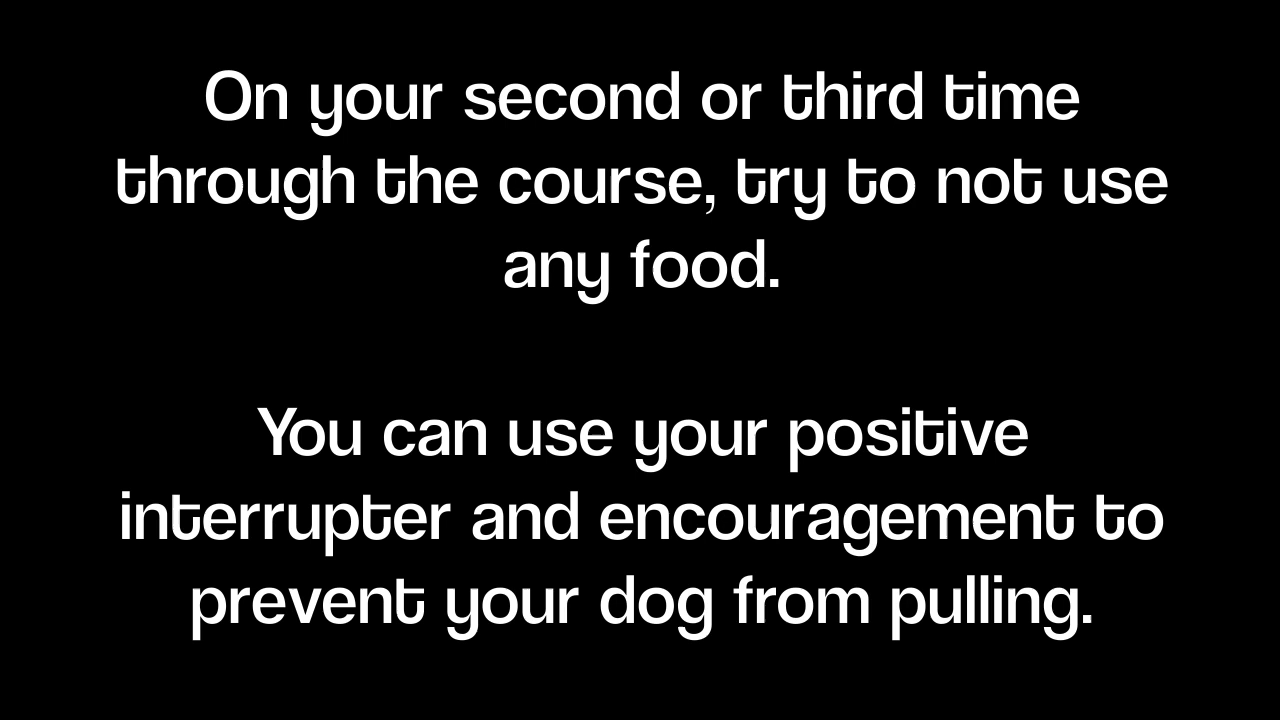 On your second or third time
through the course, try to not use
any food.
You can use your positive
interrupter and encouragement to
prevent your dog from pulling.